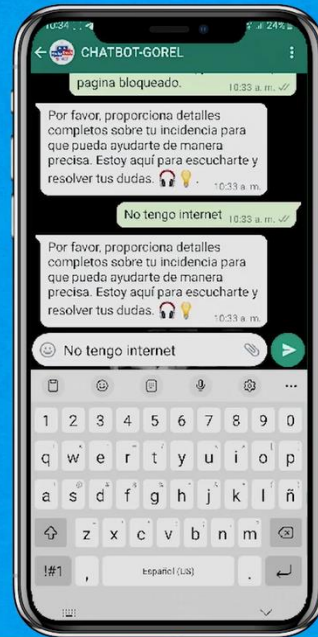 10:34
24%
CHATBOT-GOREL
pagina bloqueado.
10:33 a. m.
Por favor, proporciona detalles
completos sobre tu incidencia para
que pueda ayudarte de manera
precisa. Estoy aquí para escucharte y
resolver tus dudas. 🎧💡.
10:33 a. m.
No tengo internet 10:33 a. m.
Por favor, proporciona detalles
completos sobre tu incidencia para
que pueda ayudarte de manera
precisa. Estoy aquí para escucharte y
resolver tus dudas. 🎧💡.
10:33 a. m.
No tengo internet
1 2 3 4 5 6 7 8 9 0
q w e r t y u i o p
a s d f g h j k l ñ
z x c v b n m
!#1 , Español (US) .